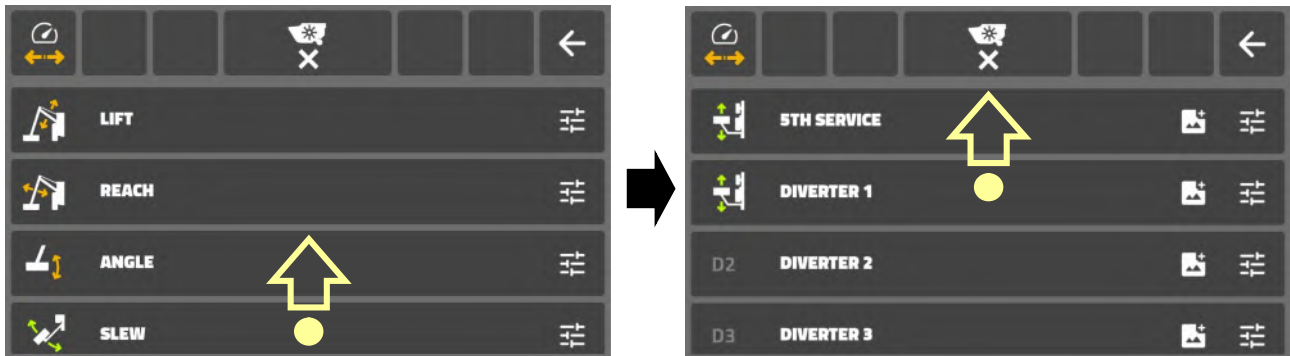 LIFT
REACH
ANGLE
SLEW
5TH SERVICE
DIVERTER 1
D2 DIVERTER 2
D3 DIVERTER 3